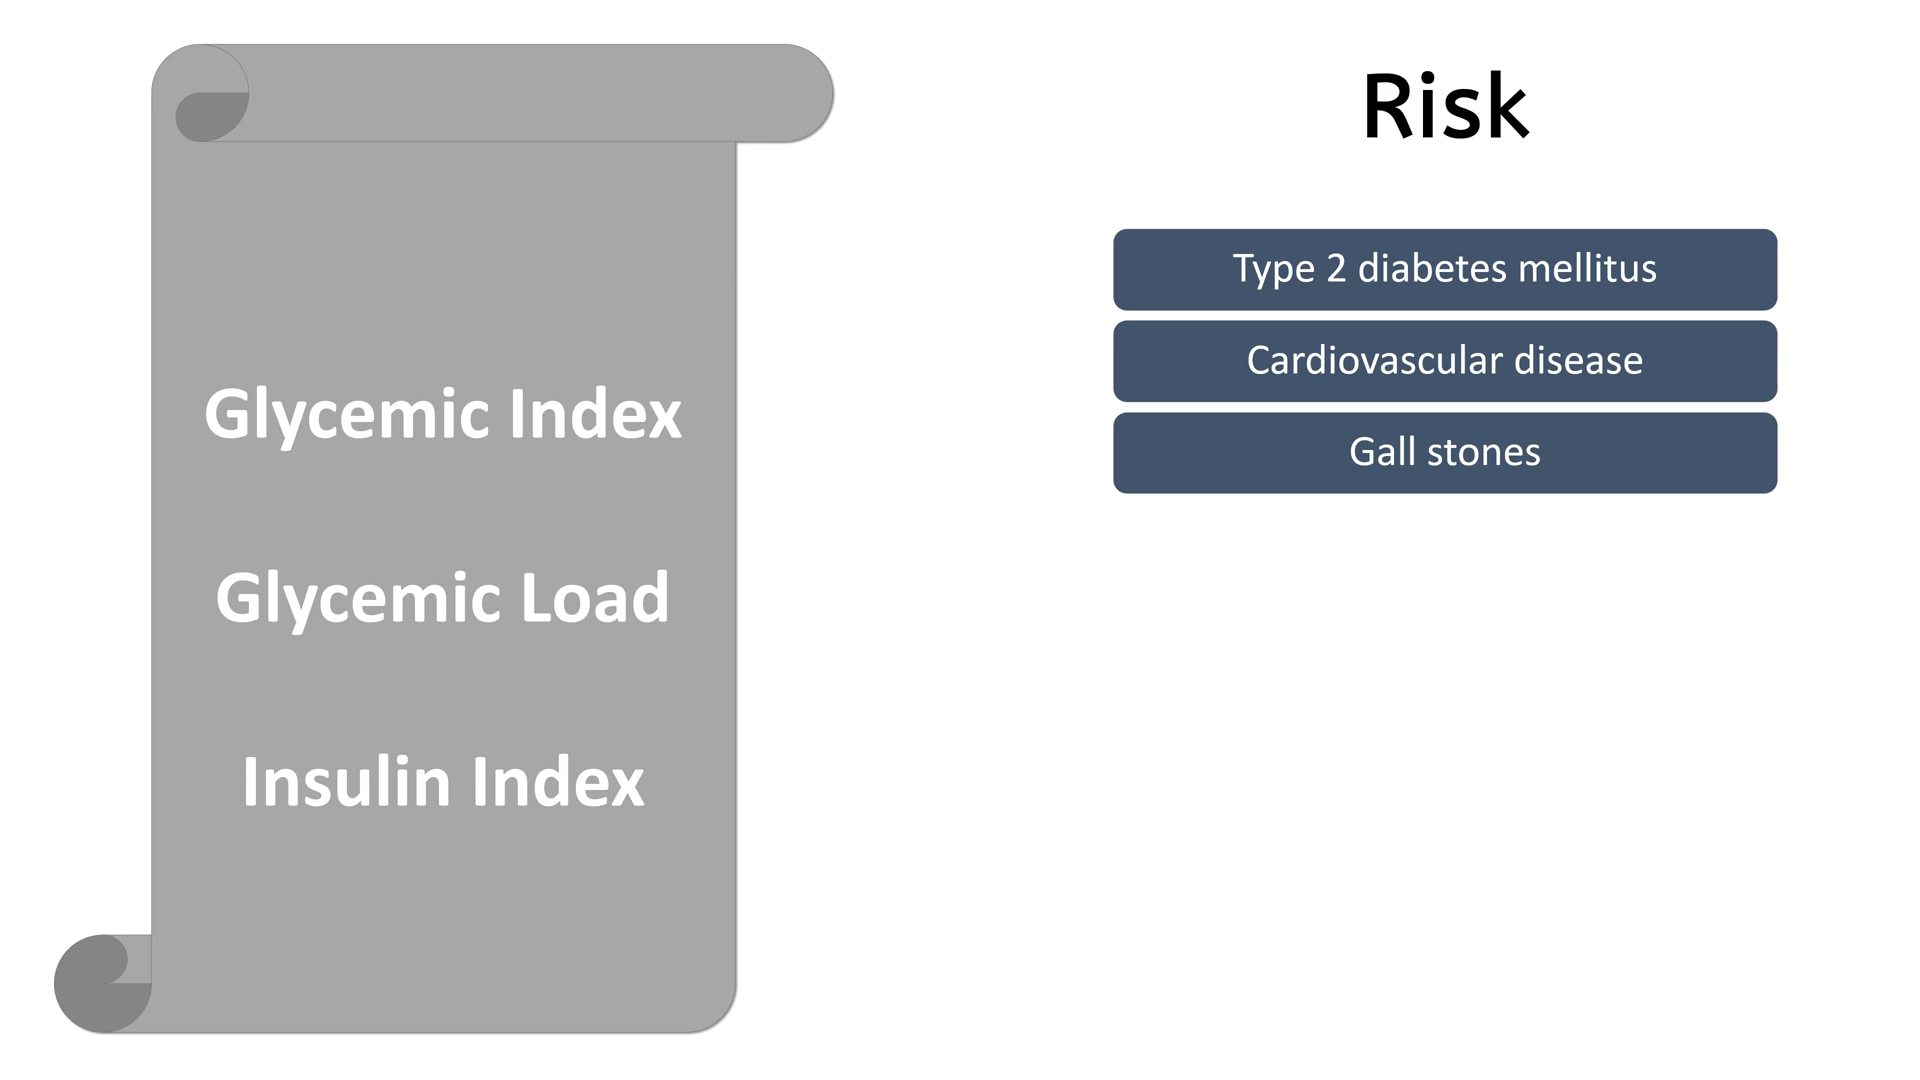 Glycemic Index
Glycemic Load
Insulin Index
Risk
Type 2 diabetes mellitus
Cardiovascular disease
Gall stones